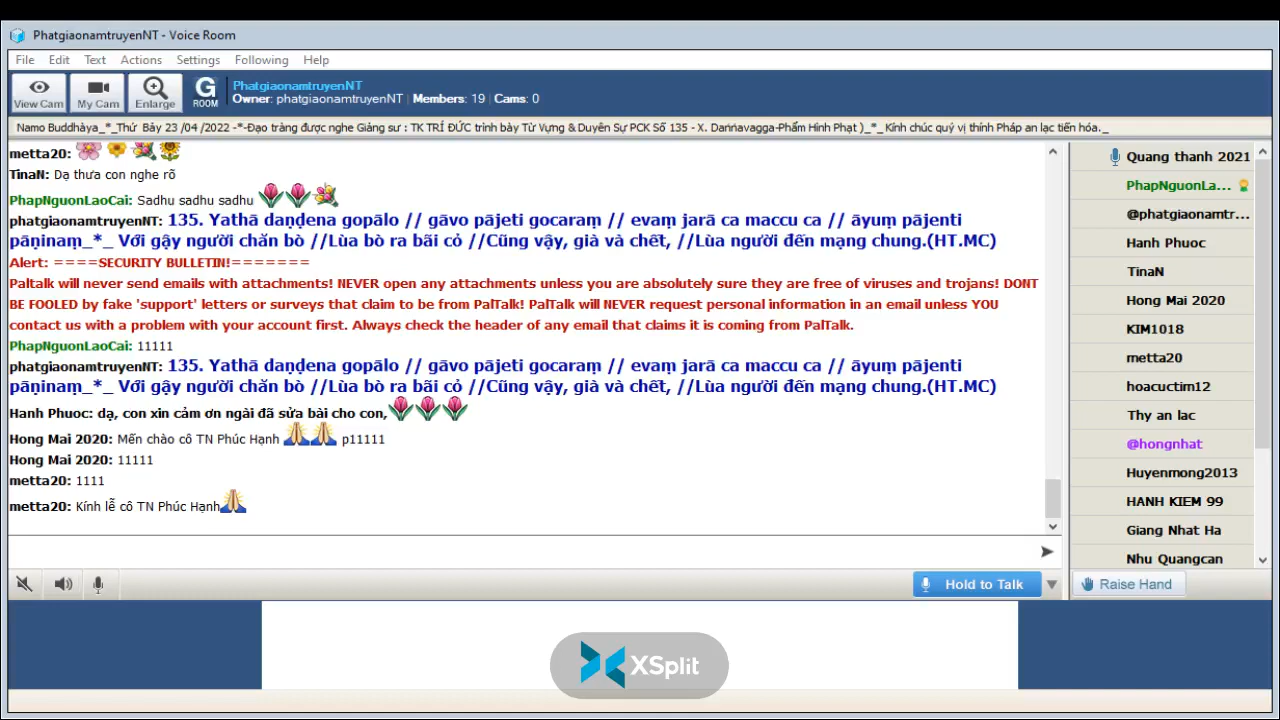 PhatgiaonamtruyenNT - Voice Room
File Edit Text Actions Settings Following Help
View Cam
My Cam
Enlarge
G
ROOM
PhatgiaonamtruyenNT
Owner: phatgiaonamtruyenNT | Members: 19 | Cams: 0
Namo Buddhàya_*_Thứ Bảy 23 /04 /2022 -*-Đạo tràng được nghe Giảng sư : TK TRÍ ĐỨC trình bày Từ Vựng & Duyên Sự PCK Số 135 - X. Daṇṇavagga-Phẩm Hình Phạt )_*_ Kính chúc quý vị thính Pháp an lạc tiến hóa._
metta20:
TinaN: Dạ thưa con nghe rõ
PhapNguonLaoCai: Sadhu sadhu sadhu
phatgiaonamtruyenNT: 135. Yathā daṇḍena gopālo // gāvo pājeti gocaraṃ // evaṃ jarā ca maccu ca // āyuṃ pājenti
pāṇinaṃ_*_ Với gậy người chăn bò //Lùa bò ra bãi cỏ //Cũng vậy, già và chết, //Lùa người đến mạng chung.(HT.MC)
Alert: ====SECURITY BULLETIN!=======
Paltalk will never send emails with attachments! NEVER open any attachments unless you are absolutely sure they are free of viruses and trojans! DONT
BE FOOLED by fake 'support' letters or surveys that claim to be from PalTalk! PalTalk will NEVER request personal information in an email unless YOU
contact us with a problem with your account first. Always check the header of any email that claims it is coming from PalTalk.
PhapNguonLaoCai: 11111
phatgiaonamtruyenNT: 135. Yathā daṇḍena gopālo // gāvo pājeti gocaraṃ // evaṃ jarā ca maccu ca // āyuṃ pājenti
pāṇinaṃ_*_ Với gậy người chăn bò //Lùa bò ra bãi cỏ //Cũng vậy, già và chết, //Lùa người đến mạng chung.(HT.MC)
Hanh Phuoc: dạ, con xin cảm ơn ngài đã sửa bài cho con,
Hong Mai 2020: Mến chào cô TN Phúc Hạnh p11111
Hong Mai 2020: 11111
metta20: 1111
metta20: Kính lễ cô TN Phúc Hạnh
Quang thanh 2021
PhapNguonLa...
@phatgiaonamtr...
Hanh Phuoc
TinaN
Hong Mai 2020
KIM1018
metta20
hoacuctim12
Thy an lac
@hongnhat
Huyenmong2013
HANH KIEM 99
Giang Nhat Ha
Nhu Quangcan
Hold to Talk
Raise Hand
XSplit